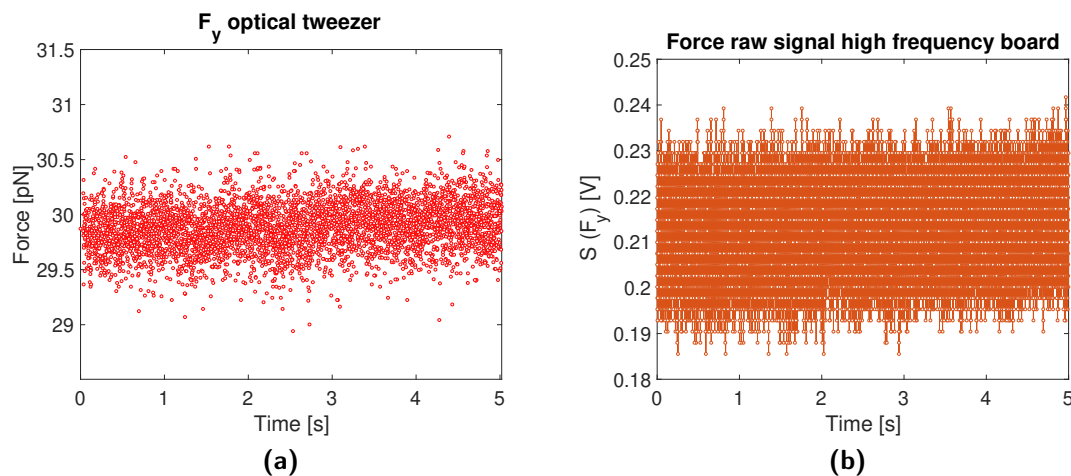 F_y optical tweezer
31.5
31
30.5
30
29.5
29
Force [pN]
0 1 2 3 4 5
Time [s]
(a)
Force raw signal high frequency board
0.25
0.24
0.23
0.22
0.21
0.2
0.19
0.18
S (F_y) [V]
0 1 2 3 4 5
Time [s]
(b)